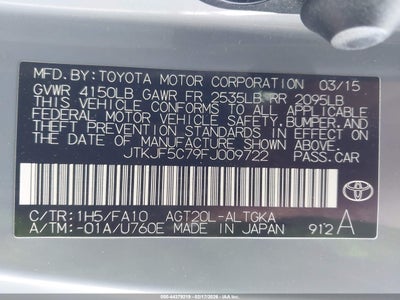 MFD. BY: TOYOTA MOTOR CORPORATION 03/15
GVWR 4150LB GAWR FR 2535LB RR 2095LB
THIS VEHICLE CONFORMS TO ALL APPLICABLE
FEDERAL MOTOR VEHICLE SAFETY, BUMPER, AND
THEFT PREVENTION STANDARDS IN EFFECT ON
THE DATE OF MANUFACTURE SHOWN ABOVE.
JTKJF5C79FJ009722 PASS.CAR
TOYOTA
C/TR: 1H5/FA10 AGT20L-ALTGKA
A/TM: -01A/U760E MADE IN JAPAN 912A